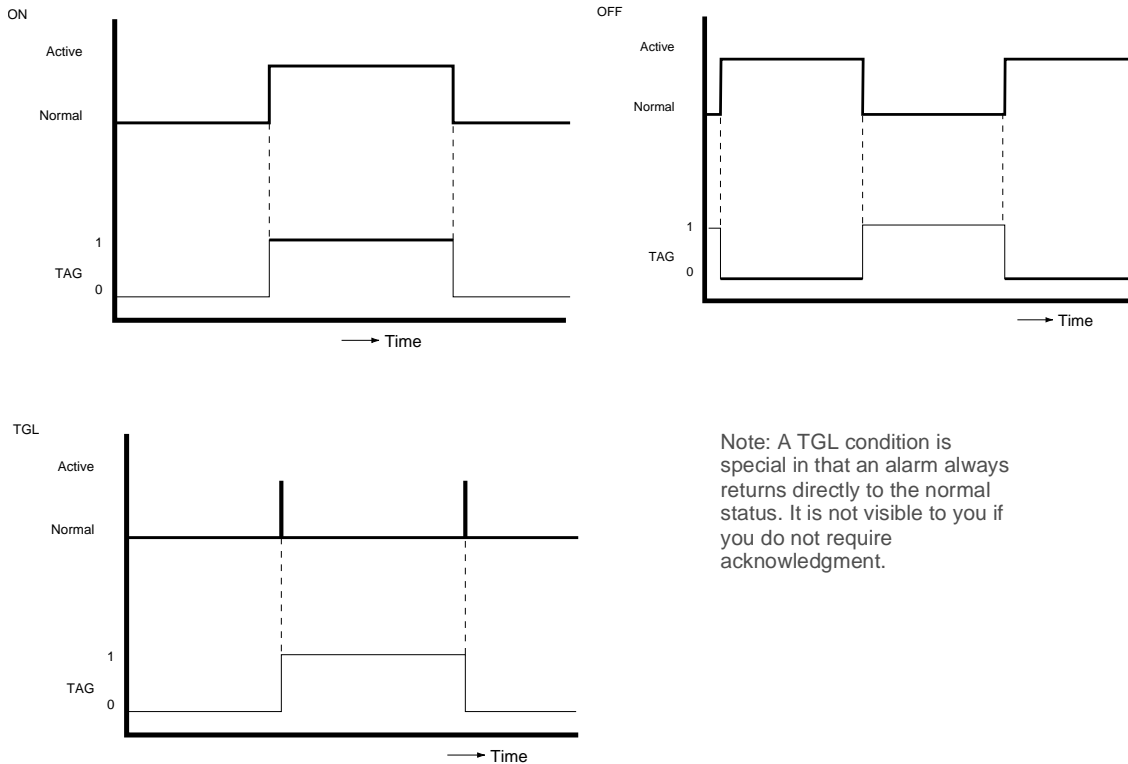 ON
Active
Normal
1
TAG
0
Time
OFF
Active
Normal
1
TAG
0
Time
TGL
Active
Normal
1
TAG
0
Time
Note: A TGL condition is
special in that an alarm always
returns directly to the normal
status. It is not visible to you if
you do not require
acknowledgment.